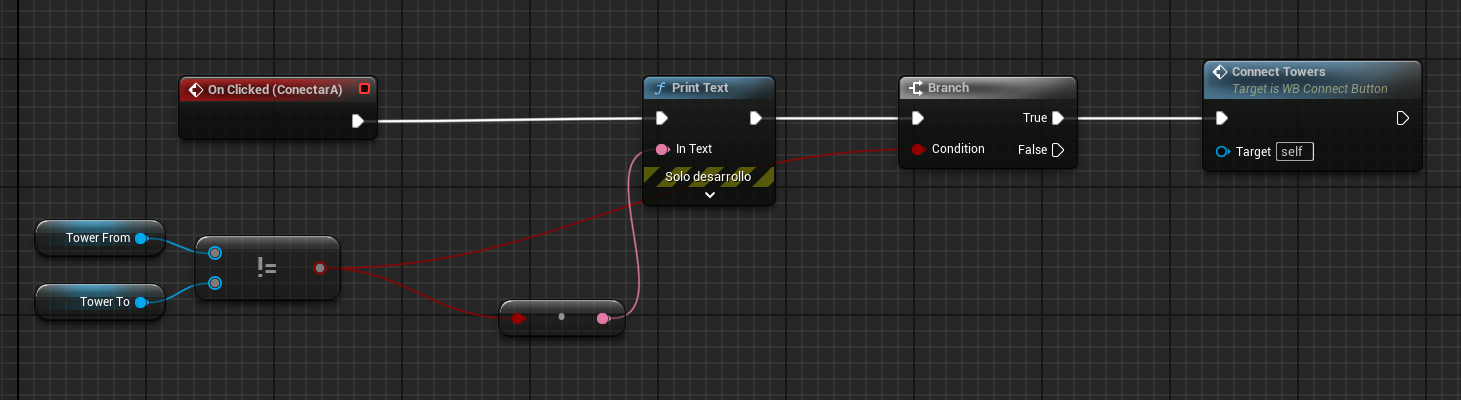 On Clicked (ConectarA)
Print Text
In Text
Solo desarrollo
Branch
True
Condition
False
Connect Towers
Target is WB Connect Button
Target self
Tower From
!=
Tower To